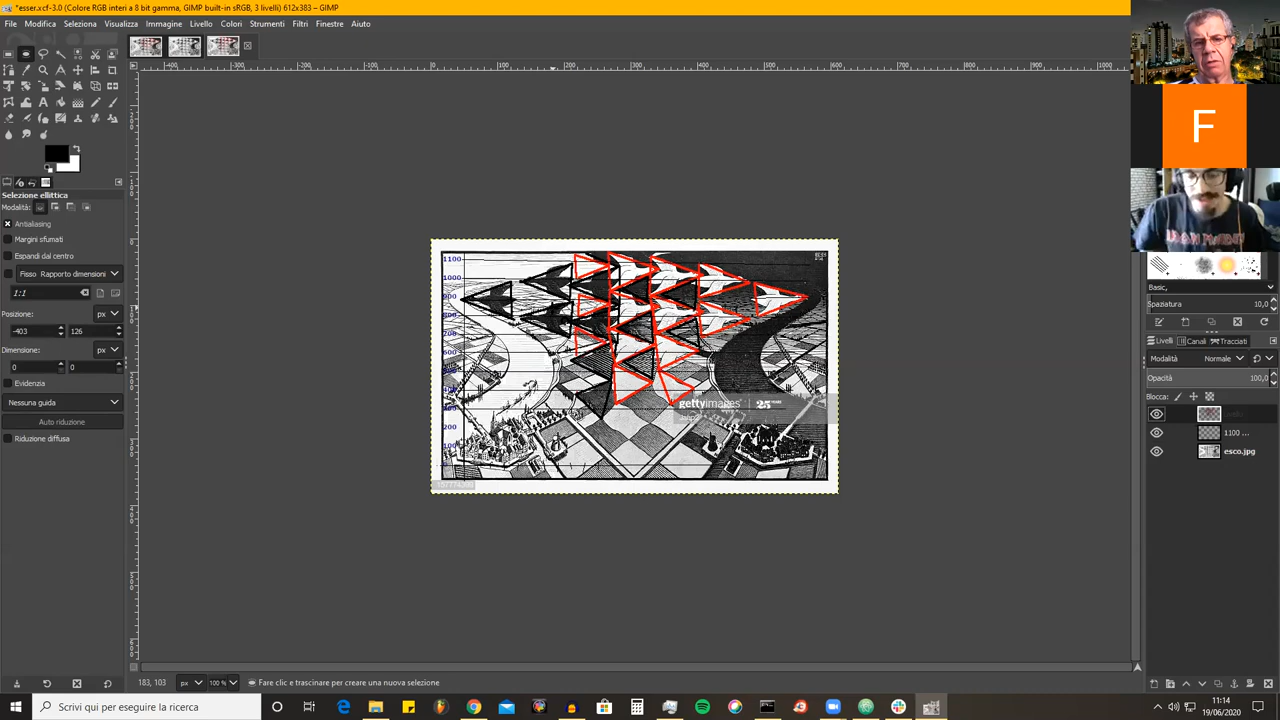 *esser.xcf-3.0 (Colore RGB interi a 8 bit gamma, GIMP built-in sRGB, 3 livelli) 612x383 – GIMP
File Modifica Seleziona Visualizza Immagine Livello Colori Strumenti Filtri Finestre Aiuto
Selezione ellittica
Modalità:
Antialiasing
Margini sfumati
Espandi dal centro
Fisso Rapporto dimensioni
1:1
Posizione: px
-403 126
Dimensione: px
0 0
Evidenzia
Nessuna guida
Auto riduzione
Riduzione diffusa
1100
1000
900
800
700
600
gettyimages
25 YEARS
F
IRON MAIDEN
Basic,
Spaziatura 10,0
Livelli Canali Tracciati
Modalità Normale
Opacità 100,0
Blocca:
1100 ...
esco.jpg
183, 103 px 100 % Fare clic e trascinare per creare una nuova selezione
Scrivi qui per eseguire la ricerca
11:14
19/06/2020